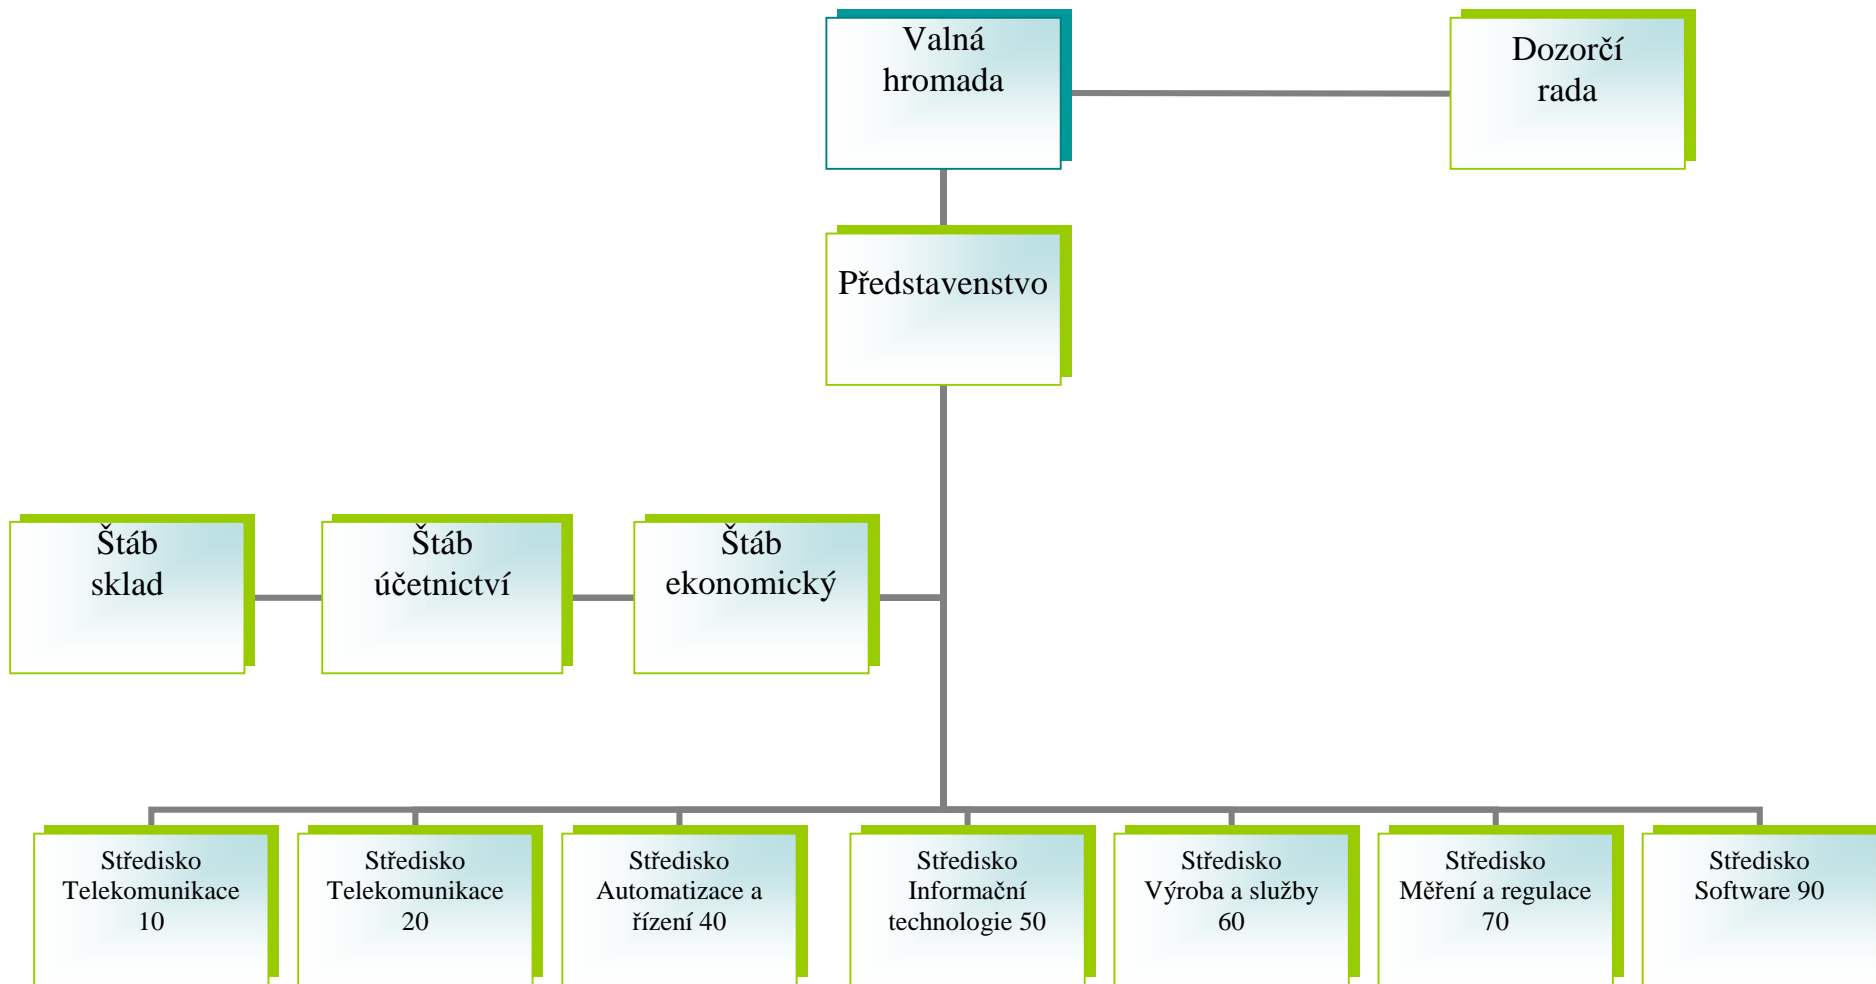 Valná
hromada
Dozorčí
rada
Představenstvo
Štáb
sklad
Štáb
účetnictví
Štáb
ekonomický
Středisko
Telekomunikace
10
Středisko
Telekomunikace
20
Středisko
Automatizace a
řízení 40
Středisko
Informační
technologie 50
Středisko
Výroba a služby
60
Středisko
Měření a regulace
70
Středisko
Software 90